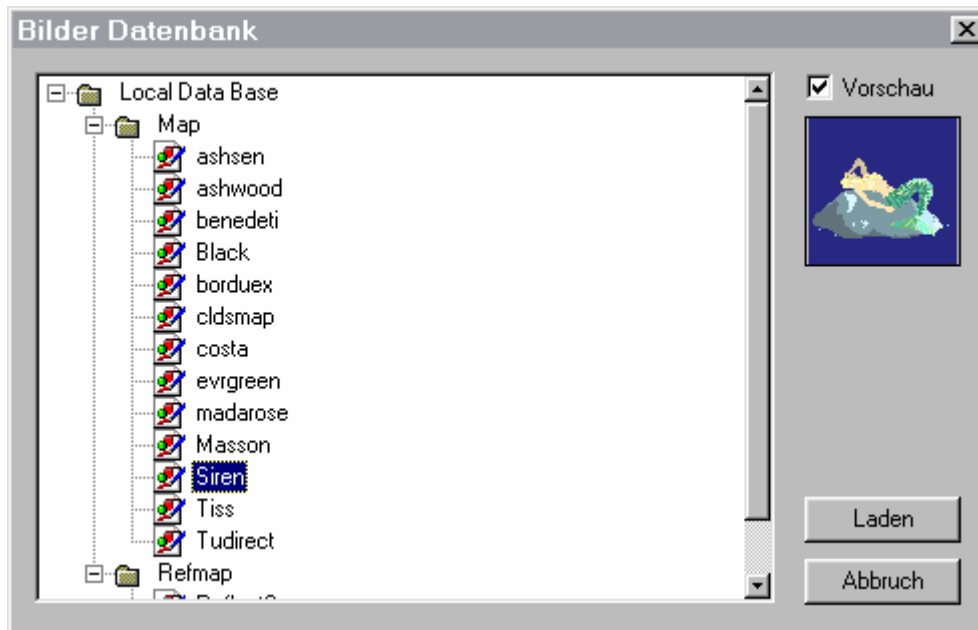 Bilder Datenbank
Local Data Base
Vorschau
Map
ashsen
ashwood
benedeti
Black
borduex
cldsmap
costa
evrgreen
madarose
Masson
Siren
Tiss
Tudirect
Refmap
Laden
Abbruch